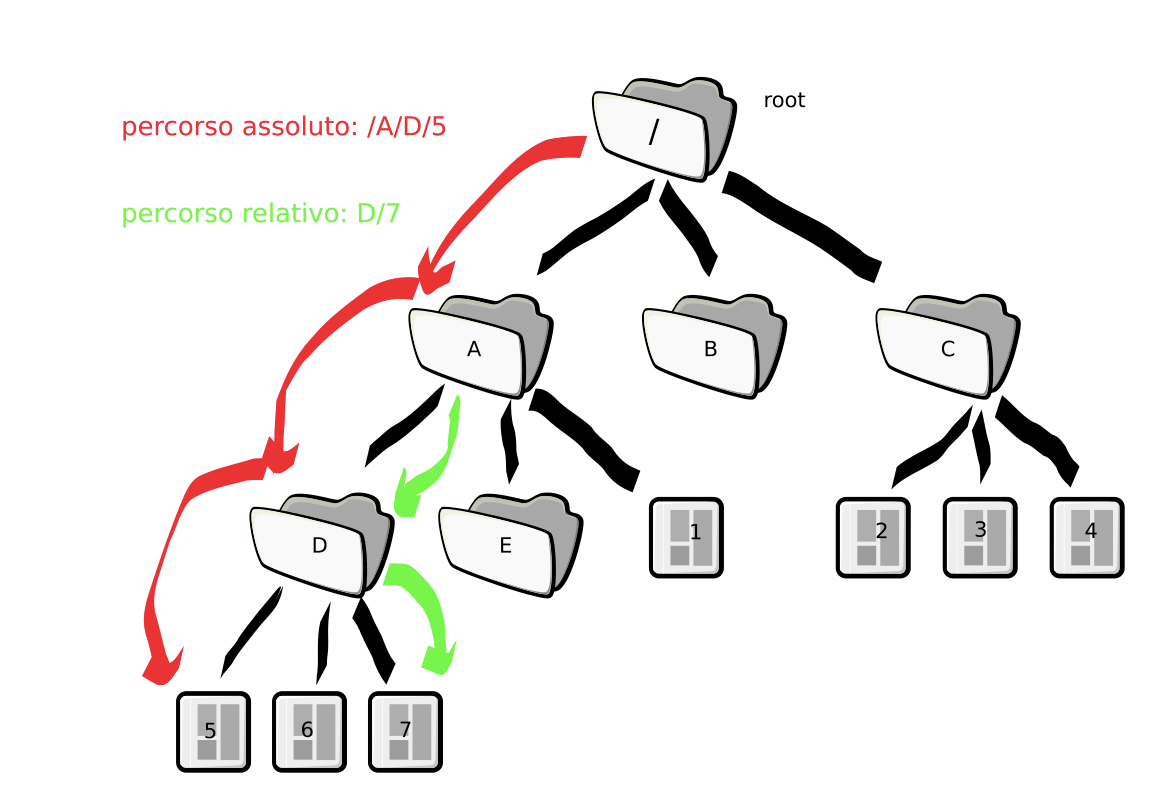 root
/
percorso assoluto: /A/D/5
percorso relativo: D/7
A
B
C
D
E
1
2
3
4
5
6
7